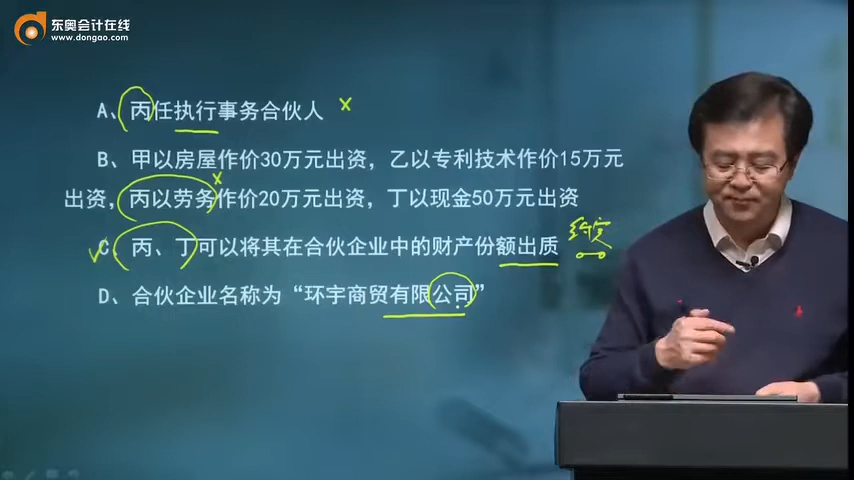 东奥会计在线
www.dongao.com
A、丙任执行事务合伙人 ×
B、甲以房屋作价30万元出资，乙以专利技术作价15万元
出资，丙以劳务作价20万元出资，丁以现金50万元出资
C、丙、丁可以将其在合伙企业中的财产份额出质
D、合伙企业名称为“环宇商贸有限公司”